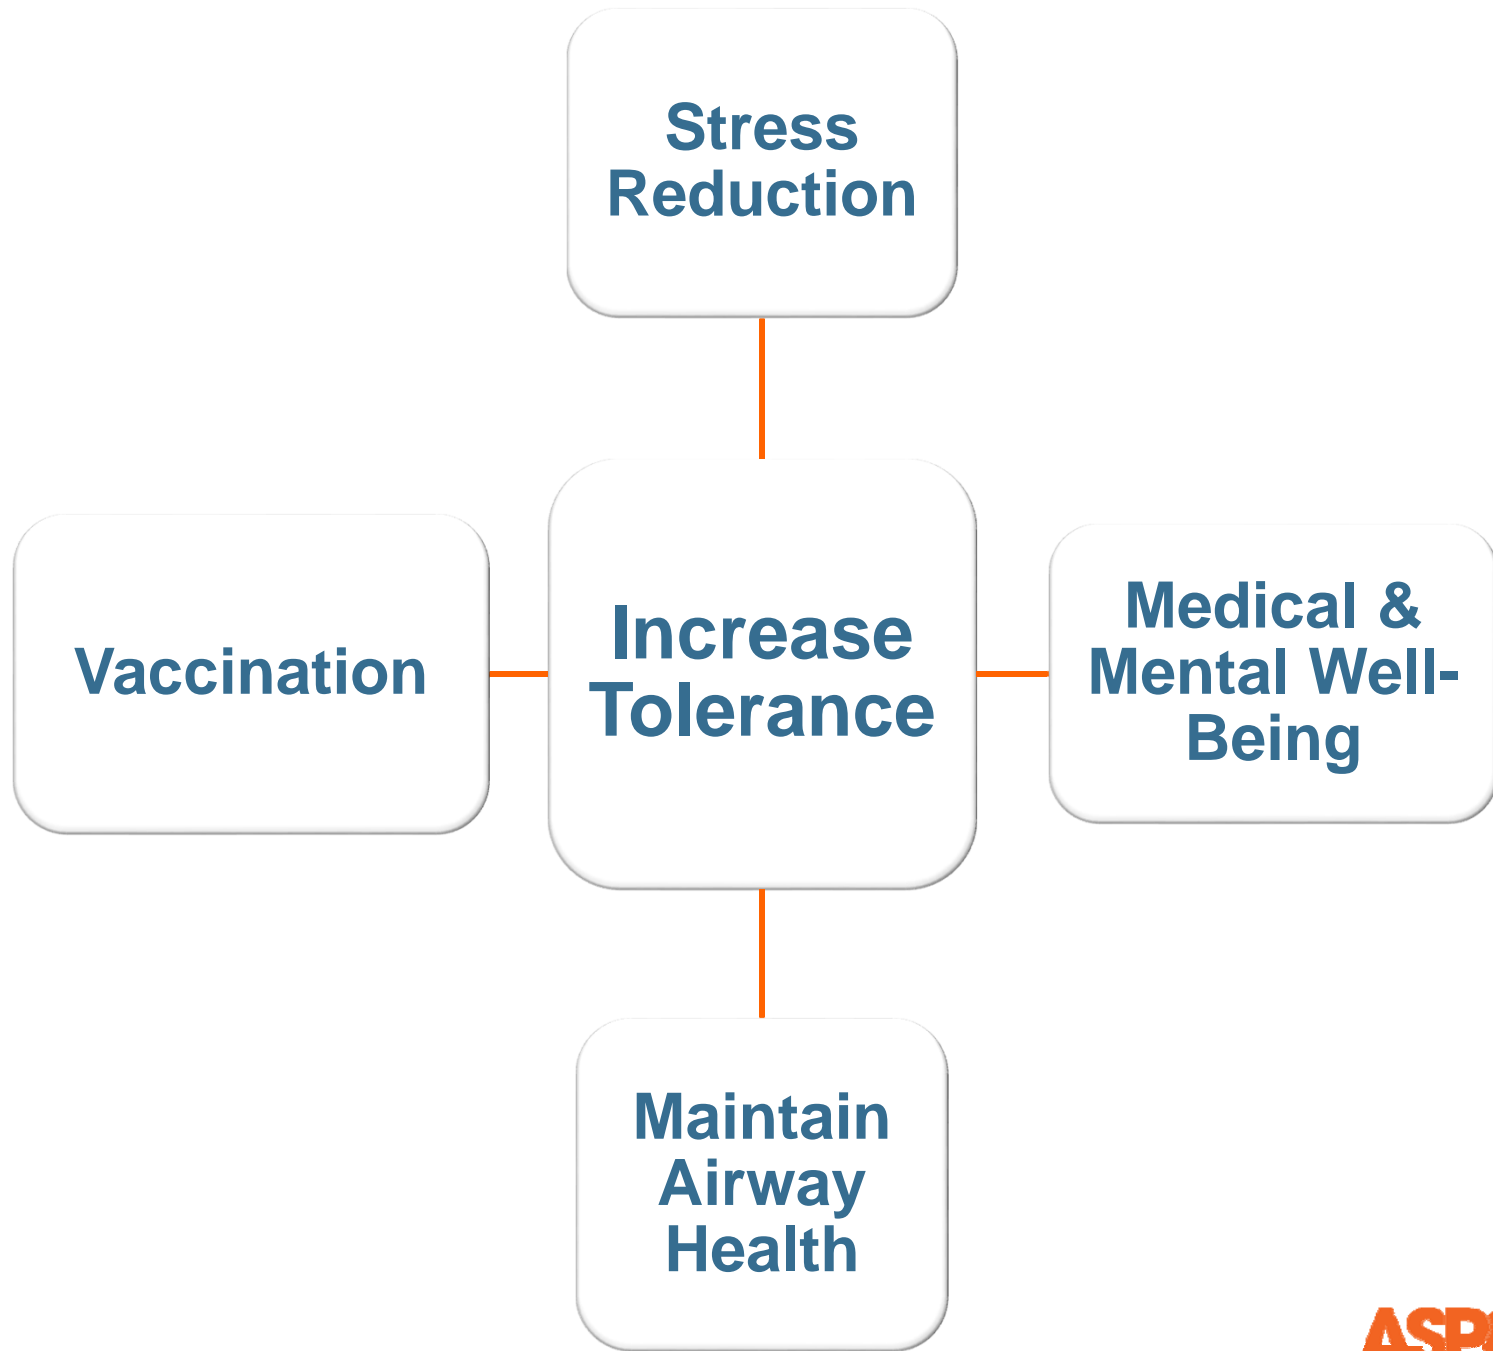 Stress
Reduction
Vaccination
Increase
Tolerance
Medical &
Mental Well-
Being
Maintain
Airway
Health